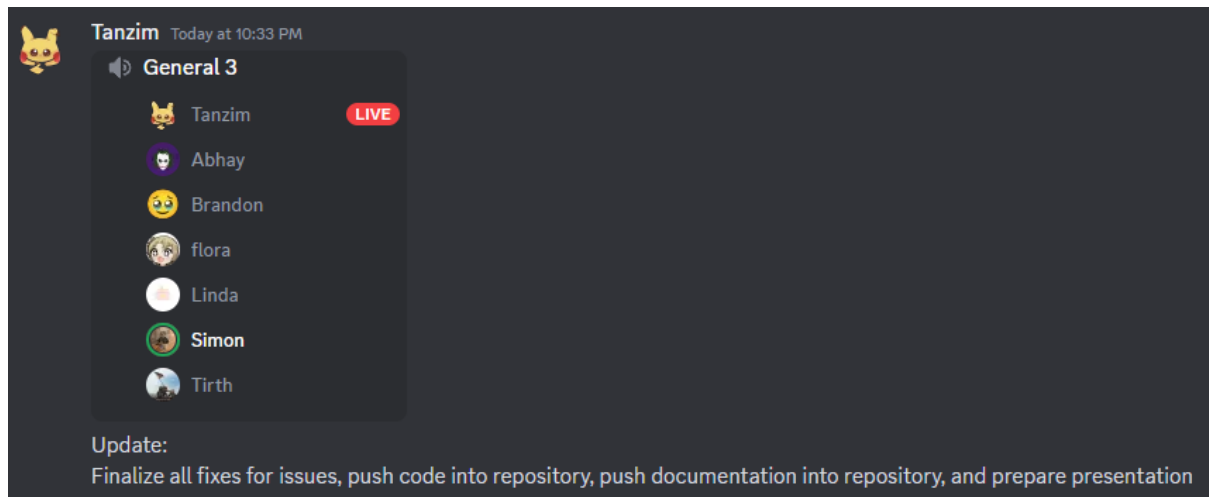 Tanzim Today at 10:33 PM
General 3
Tanzim LIVE
Abhay
Brandon
flora
Linda
Simon
Tirth
Update:
Finalize all fixes for issues, push code into repository, push documentation into repository, and prepare presentation